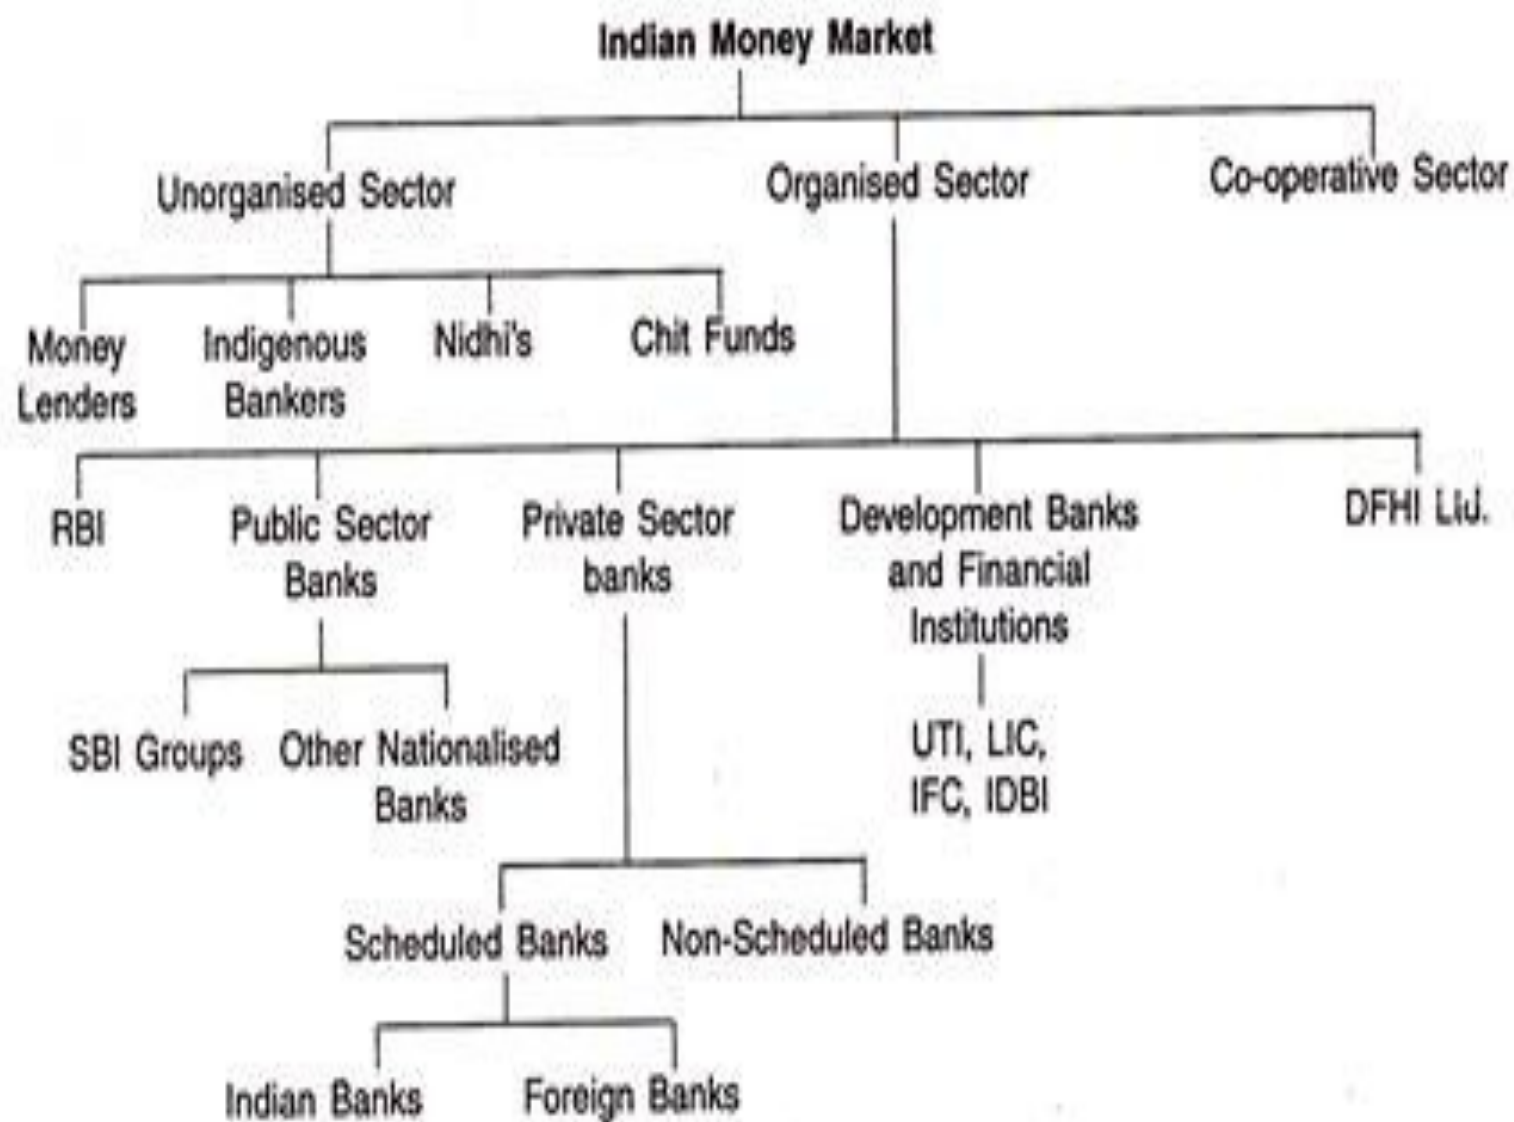 Indian Money Market
Unorganised Sector
Organised Sector
Co-operative Sector
Money
Lenders
Indigenous
Bankers
Nidhi's
Chit Funds
RBI
Public Sector
Banks
Private Sector
banks
Development Banks
and Financial
Institutions
DFHI Ltd.
SBI Groups
Other Nationalised
Banks
UTI, LIC,
IFC, IDBI
Scheduled Banks
Non-Scheduled Banks
Indian Banks
Foreign Banks